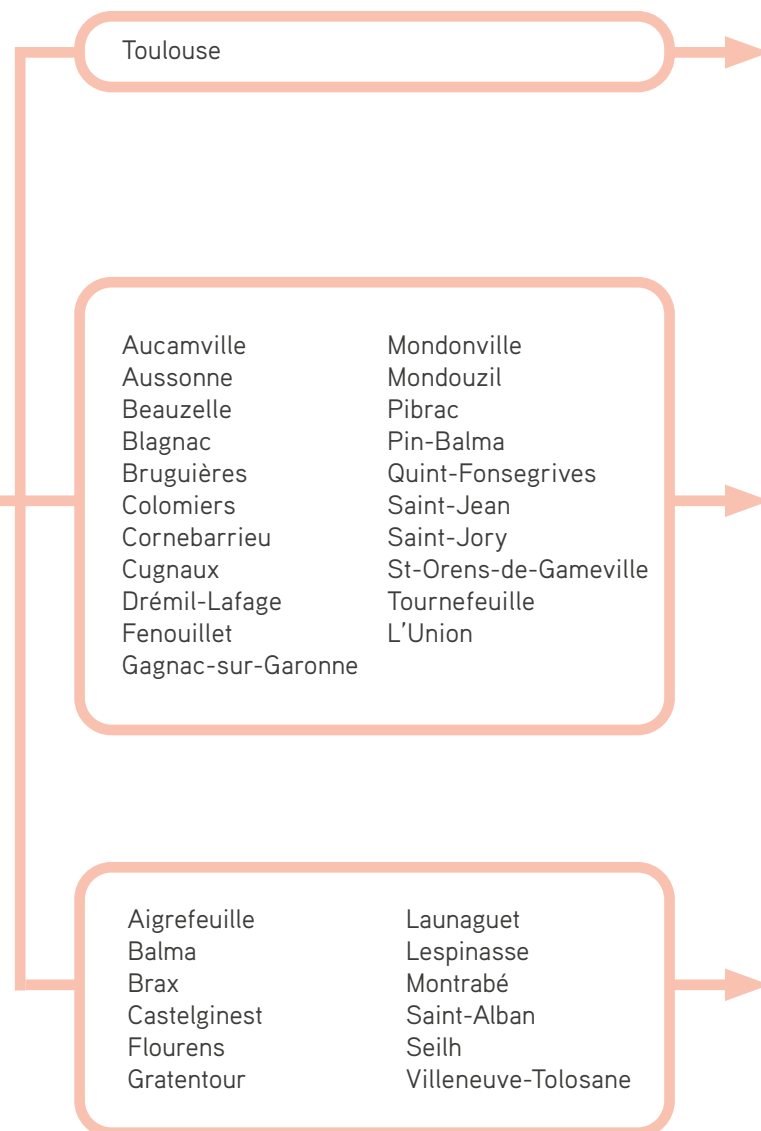 Toulouse
Aucamville
Aussonne
Beauzelle
Blagnac
Bruguières
Colomiers
Cornebarrieu
Cugnaux
Drémil-Lafage
Fenouillet
Gagnac-sur-Garonne
Mondonville
Mondouzil
Pibrac
Pin-Balma
Quint-Fonsegrives
Saint-Jean
Saint-Jory
St-Orens-de-Gameville
Tournefeuille
L'Union
Aigrefeuille
Balma
Brax
Castelginest
Flourens
Gratentour
Launaguet
Lespinasse
Montrabé
Saint-Alban
Seilh
Villeneuve-Tolosane